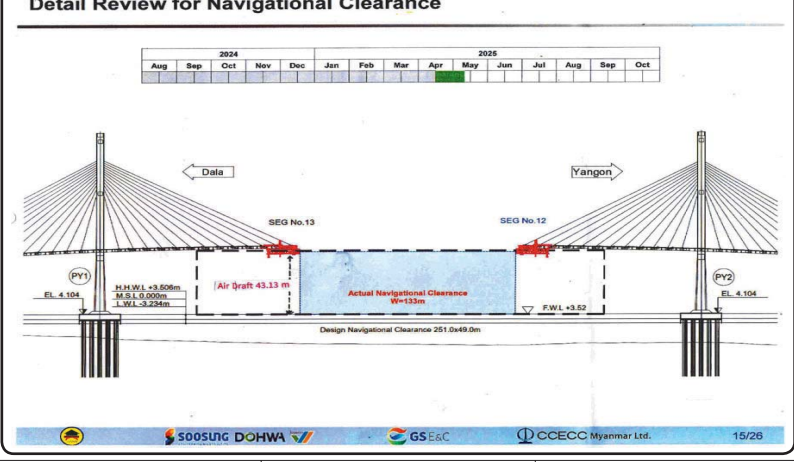 Detail Review for Navigational Clearance
2024 2025
Aug Sep Oct Nov Dec Jan Feb Mar Apr May Jun Jul Aug Sep Oct
Dala
Yangon
SEG No.13
SEG No.12
PY1
PY2
Air Draft 43.13 m
H.H.W.L +3.506m
M.S.L 0.000m
L.W.L -3.234m
EL. 4.104
EL. 4.104
Actual Navigational Clearance
W=133m
F.W.L +3.52
Design Navigational Clearance 251.0x49.0m
SOOSUNG DOHWA GS E&C CCECC Myanmar Ltd. 15/26